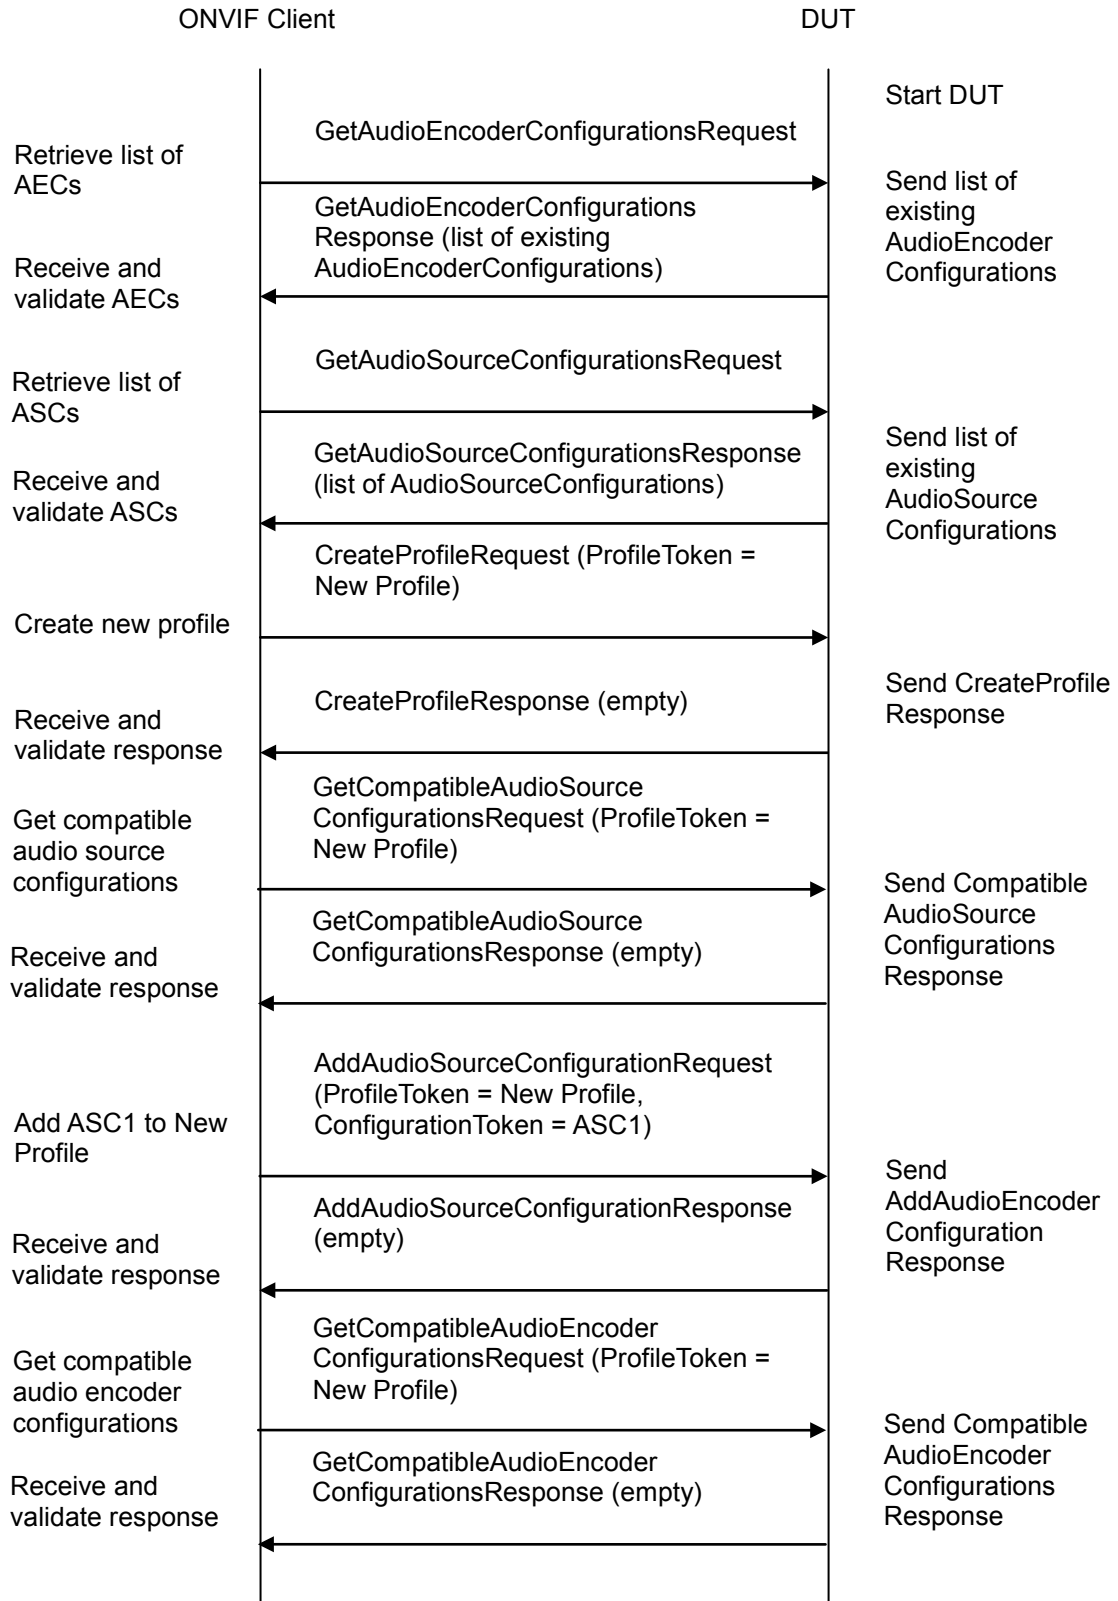 ONVIF Client
DUT
Start DUT
GetAudioEncoderConfigurationsRequest
Retrieve list of
AECs
Send list of
existing
AudioEncoder
Configurations
GetAudioEncoderConfigurations
Response (list of existing
AudioEncoderConfigurations)
Receive and
validate AECs
GetAudioSourceConfigurationsRequest
Retrieve list of
ASCs
Send list of
existing
AudioSource
Configurations
GetAudioSourceConfigurationsResponse
(list of AudioSourceConfigurations)
Receive and
validate ASCs
CreateProfileRequest (ProfileToken =
New Profile)
Create new profile
Send CreateProfile
Response
CreateProfileResponse (empty)
Receive and
validate response
GetCompatibleAudioSource
ConfigurationsRequest (ProfileToken =
New Profile)
Get compatible
audio source
configurations
Send Compatible
AudioSource
Configurations
Response
GetCompatibleAudioSource
ConfigurationsResponse (empty)
Receive and
validate response
AddAudioSourceConfigurationRequest
(ProfileToken = New Profile,
ConfigurationToken = ASC1)
Add ASC1 to New
Profile
Send
AddAudioEncoder
Configuration
Response
AddAudioSourceConfigurationResponse
(empty)
Receive and
validate response
GetCompatibleAudioEncoder
ConfigurationsRequest (ProfileToken =
New Profile)
Get compatible
audio encoder
configurations
Send Compatible
AudioEncoder
Configurations
Response
GetCompatibleAudioEncoder
ConfigurationsResponse (empty)
Receive and
validate response